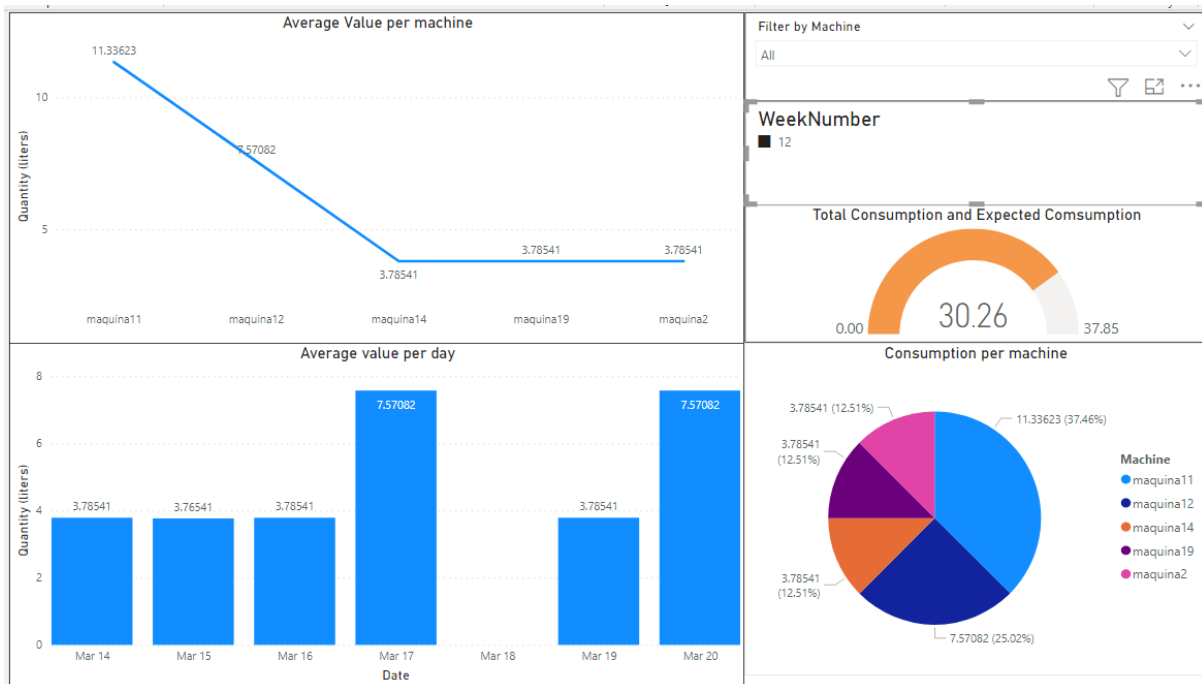 Average Value per machine
11.33623
10
7.57082
5
3.78541
3.78541
3.78541
Quantity (liters)
maquina11
maquina12
maquina14
maquina19
maquina2
Filter by Machine
All
WeekNumber
12
Total Consumption and Expected Comsumption
30.26
0.00
37.85
Average value per day
8
7.57082
7.57082
6
3.78541
3.76541
3.78541
3.78541
4
2
0
Quantity (liters)
Mar 14
Mar 15
Mar 16
Mar 17
Mar 18
Mar 19
Mar 20
Date
Consumption per machine
3.78541 (12.51%)
11.33623 (37.46%)
3.78541
(12.51%)
3.78541
(12.51%)
7.57082 (25.02%)
Machine
maquina11
maquina12
maquina14
maquina19
maquina2